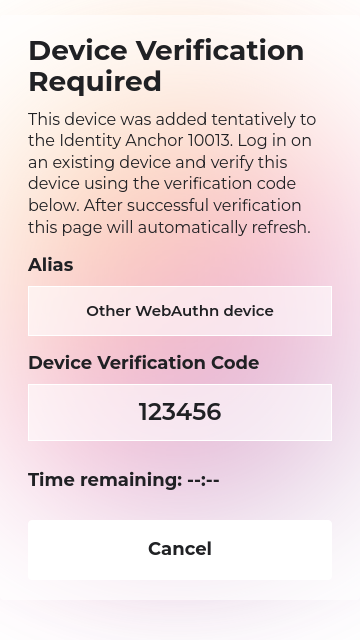 Device Verification
Required
This device was added tentatively to
the Identity Anchor 10013. Log in on
an existing device and verify this
device using the verification code
below. After successful verification
this page will automatically refresh.
Alias
Other WebAuthn device
Device Verification Code
123456
Time remaining: --:--
Cancel